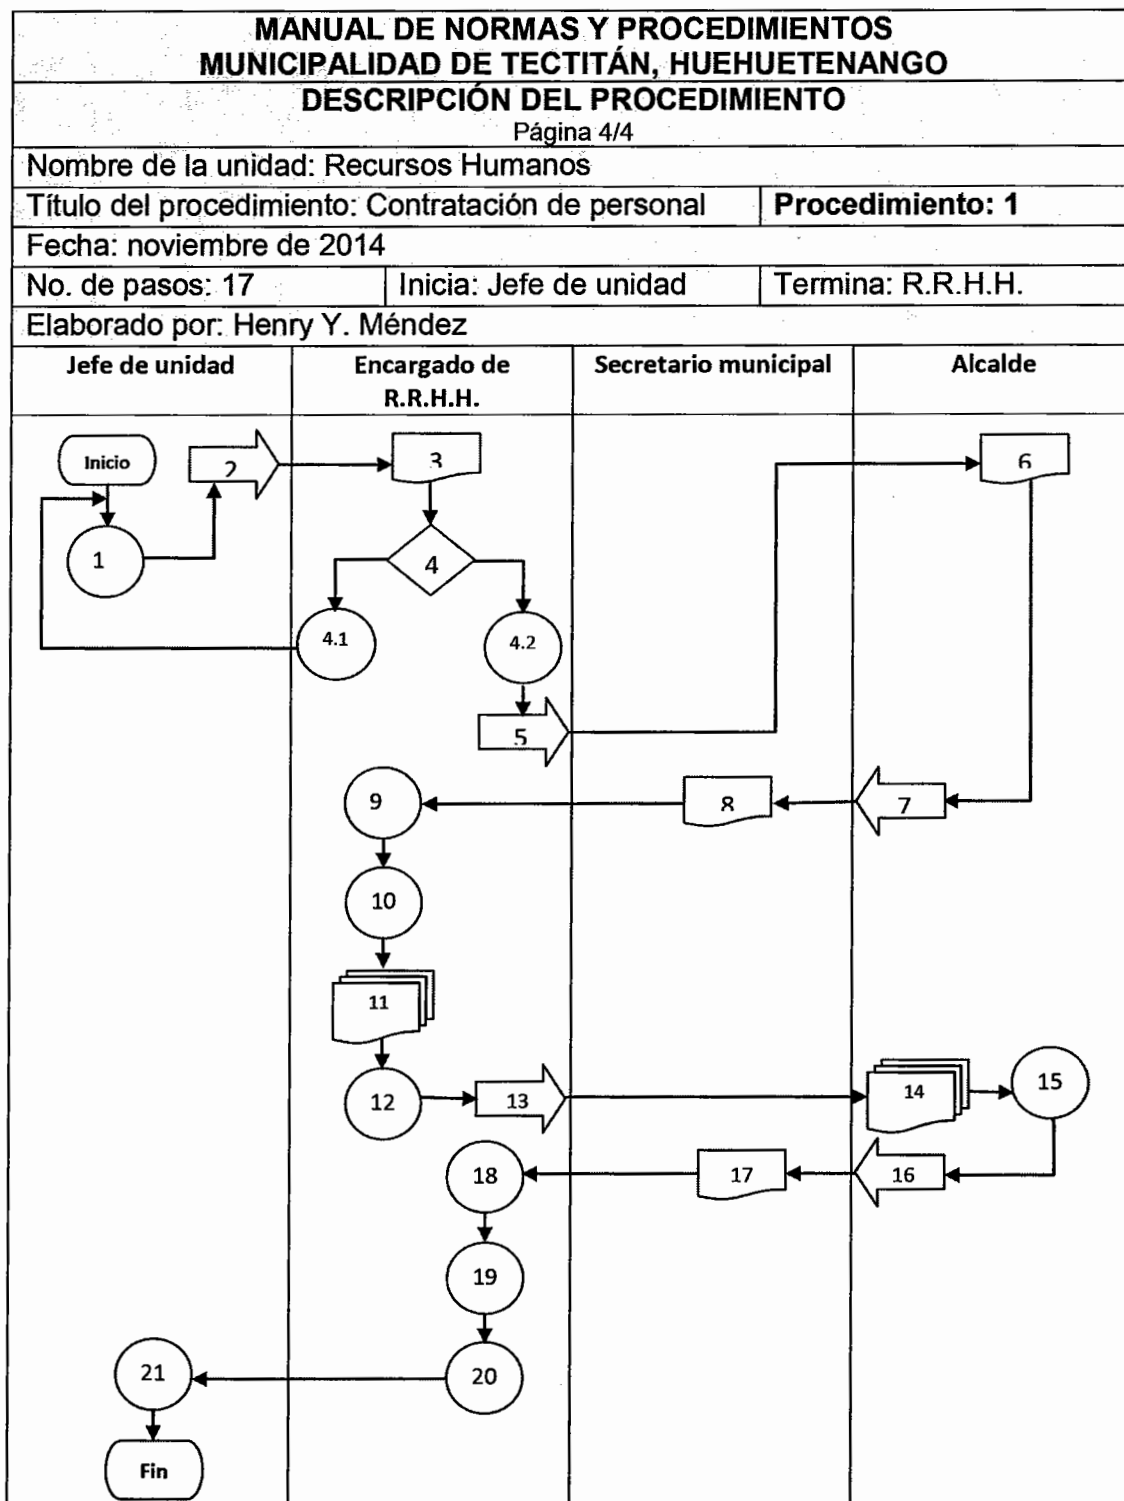 MANUAL DE NORMAS Y PROCEDIMIENTOS
MUNICIPALIDAD DE TECTITÁN, HUEHUETENANGO
DESCRIPCIÓN DEL PROCEDIMIENTO
Página 4/4
Nombre de la unidad: Recursos Humanos
Título del procedimiento: Contratación de personal
Procedimiento: 1
Fecha: noviembre de 2014
No. de pasos: 17
Inicia: Jefe de unidad
Termina: R.R.H.H.
Elaborado por: Henry Y. Méndez
Jefe de unidad
Encargado de
R.R.H.H.
Secretario municipal
Alcalde
Inicio
2
3
6
1
4
4.1
4.2
5
9
8
7
10
11
12
13
14
15
18
17
16
19
21
20
Fin